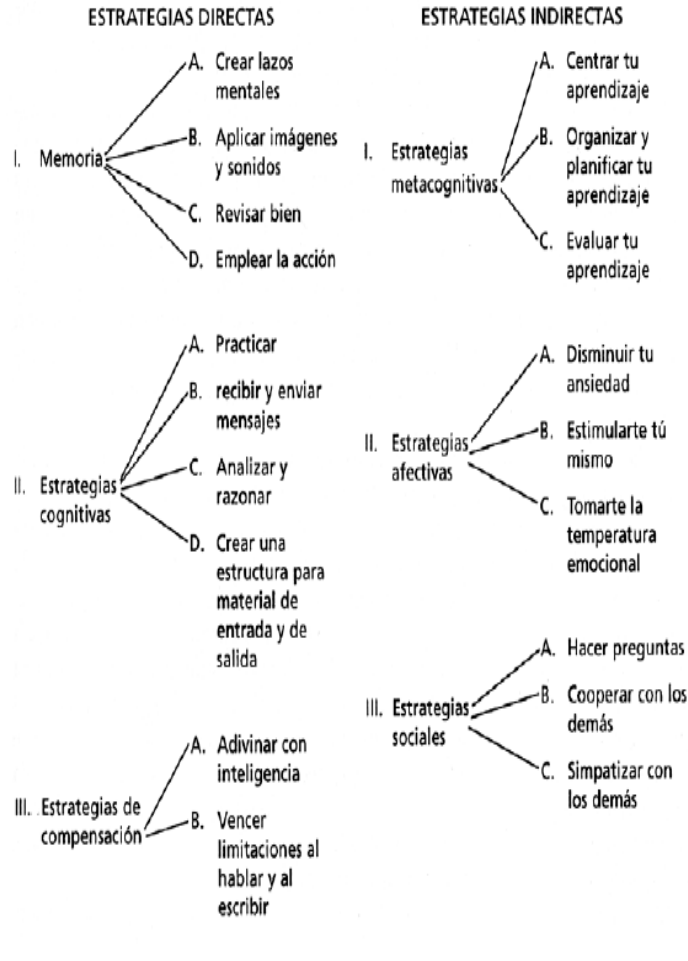 ESTRATEGIAS DIRECTAS
I. Memoria
A. Crear lazos
mentales
B. Aplicar imágenes
y sonidos
C. Revisar bien
D. Emplear la acción
II. Estrategias
cognitivas
A. Practicar
B. recibir y enviar
mensajes
C. Analizar y
razonar
D. Crear una
estructura para
material de
entrada y de
salida
III. Estrategias de
compensación
A. Adivinar con
inteligencia
B. Vencer
limitaciones al
hablar y al
escribir
ESTRATEGIAS INDIRECTAS
I. Estrategias
metacognitivas
A. Centrar tu
aprendizaje
B. Organizar y
planificar tu
aprendizaje
C. Evaluar tu
aprendizaje
II. Estrategias
afectivas
A. Disminuir tu
ansiedad
B. Estimularte tú
mismo
C. Tomarte la
temperatura
emocional
III. Estrategias
sociales
A. Hacer preguntas
B. Cooperar con los
demás
C. Simpatizar con
los demás